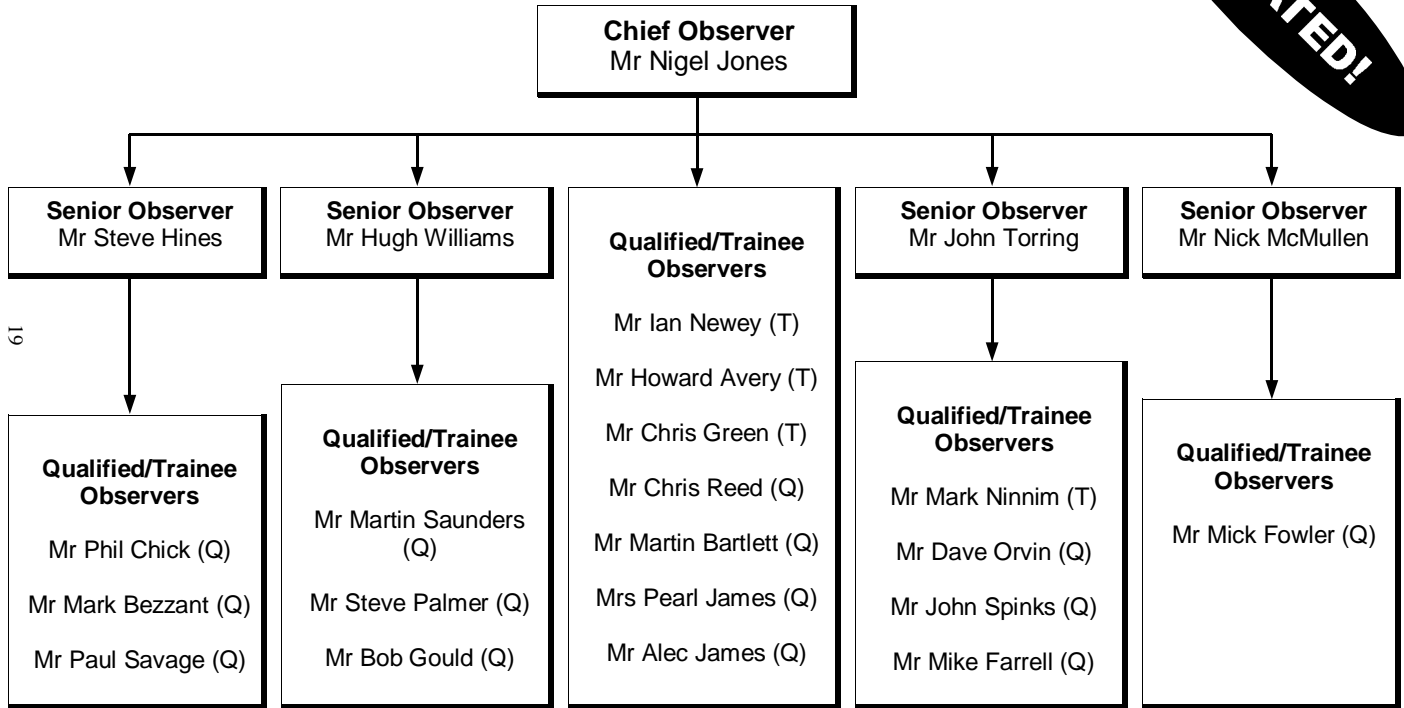 ATED!
Chief Observer
Mr Nigel Jones
Senior Observer
Mr Steve Hines
Senior Observer
Mr Hugh Williams
Qualified/Trainee
Observers
Mr Ian Newey (T)
Mr Howard Avery (T)
Mr Chris Green (T)
Mr Chris Reed (Q)
Mr Martin Bartlett (Q)
Mrs Pearl James (Q)
Mr Alec James (Q)
Senior Observer
Mr John Torring
Senior Observer
Mr Nick McMullen
19
Qualified/Trainee
Observers
Mr Phil Chick (Q)
Mr Mark Bezzant (Q)
Mr Paul Savage (Q)
Qualified/Trainee
Observers
Mr Martin Saunders
(Q)
Mr Steve Palmer (Q)
Mr Bob Gould (Q)
Qualified/Trainee
Observers
Mr Mark Ninnim (T)
Mr Dave Orvin (Q)
Mr John Spinks (Q)
Mr Mike Farrell (Q)
Qualified/Trainee
Observers
Mr Mick Fowler (Q)